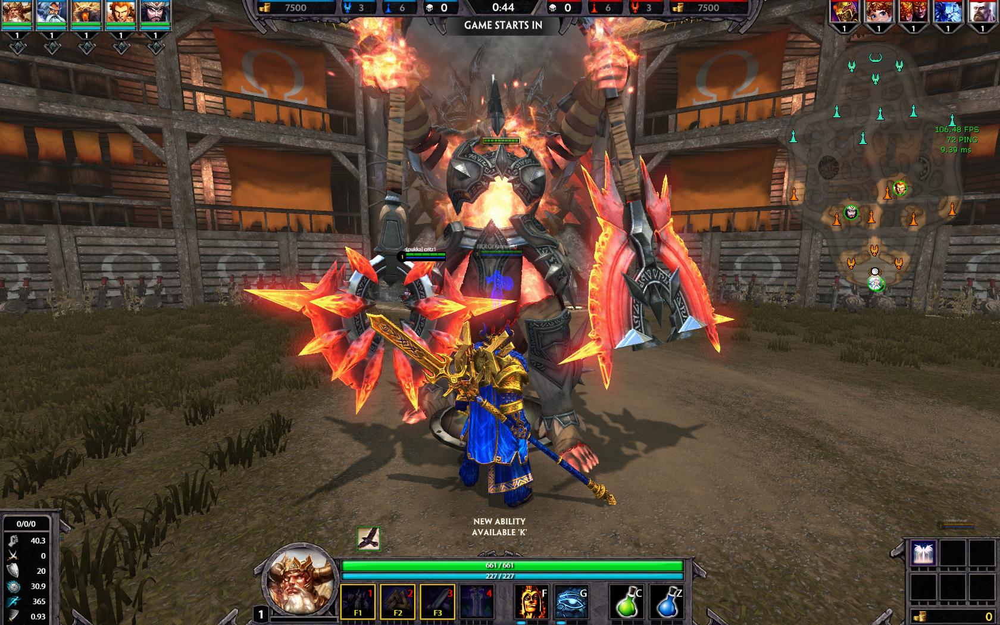 7500 3 6 0 0:44 0 6 3 7500
GAME STARTS IN
1 1 1 1 1
1 1 1 1 1
Ω Ω
106.48 FPS
72 PING
9.39 ms
[pukka] critz1
1
NEW ABILITY
AVAILABLE 'K'
0/0/0
40.3
0
20
30.9
365
0.93
661/661
227/227
1 2 3 4 F G C Z
F1 F2 F3
1
0